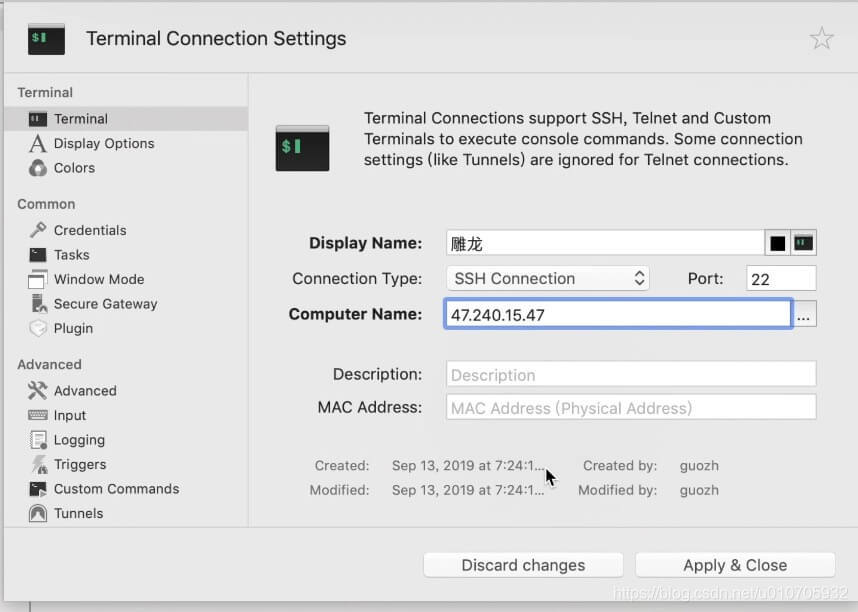 Terminal Connection Settings
Terminal
Terminal
Display Options
Colors
Common
Credentials
Tasks
Window Mode
Secure Gateway
Plugin
Advanced
Advanced
Input
Logging
Triggers
Custom Commands
Tunnels
Terminal Connections support SSH, Telnet and Custom
Terminals to execute console commands. Some connection
settings (like Tunnels) are ignored for Telnet connections.
Display Name: 雕龙
Connection Type: SSH Connection Port: 22
Computer Name: 47.240.15.47 ...
Description: Description
MAC Address: MAC Address (Physical Address)
Created: Sep 13, 2019 at 7:24:1... Created by: guozh
Modified: Sep 13, 2019 at 7:24:1... Modified by: guozh
Discard changes Apply & Close
https://blog.csdn.net/u010705932